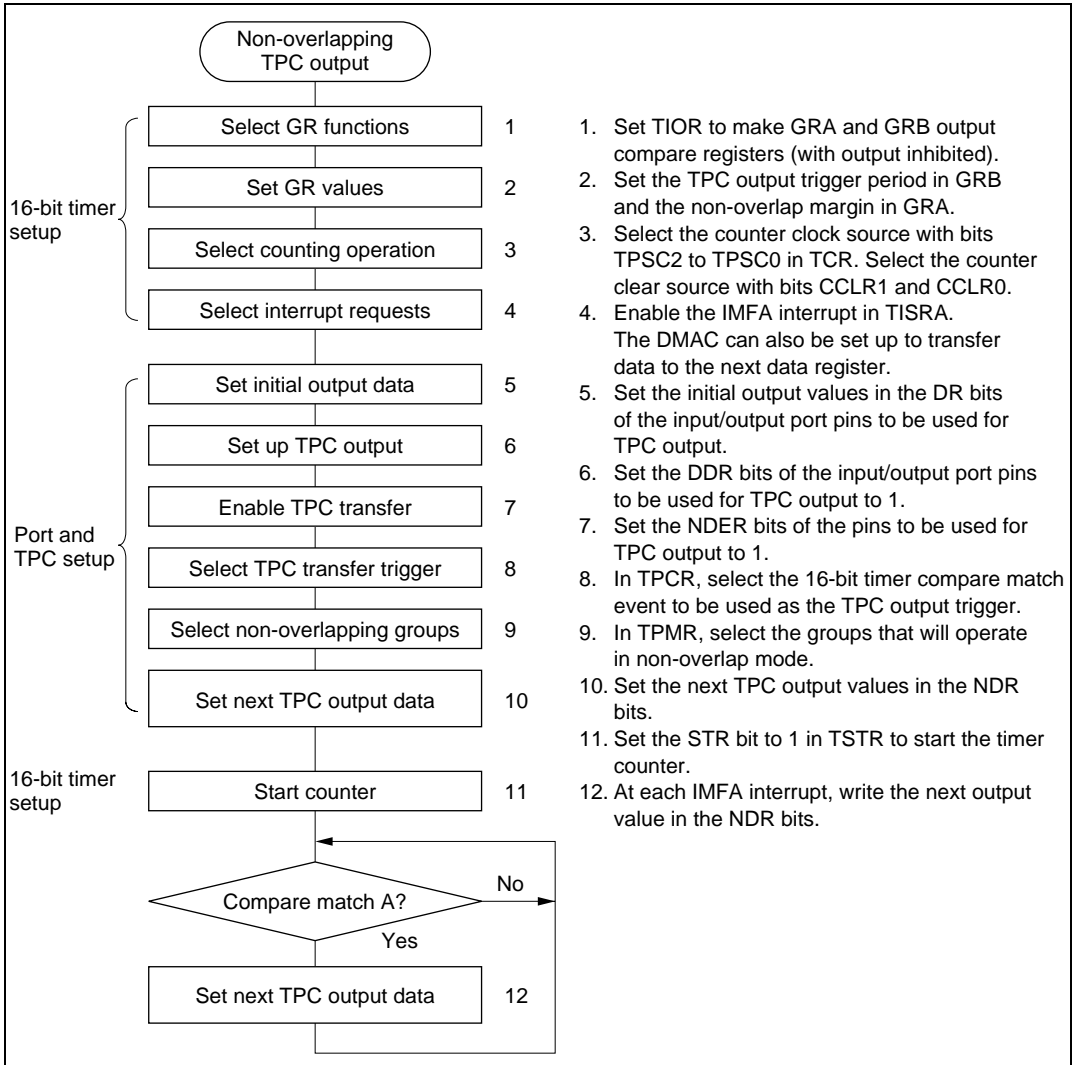 Non-overlapping
TPC output
16-bit timer
setup
Select GR functions 1
Set GR values 2
Select counting operation 3
Select interrupt requests 4
Port and
TPC setup
Set initial output data 5
Set up TPC output 6
Enable TPC transfer 7
Select TPC transfer trigger 8
Select non-overlapping groups 9
Set next TPC output data 10
16-bit timer
setup
Start counter 11
Compare match A?
No
Yes
Set next TPC output data 12
1. Set TIOR to make GRA and GRB output
compare registers (with output inhibited).
2. Set the TPC output trigger period in GRB
and the non-overlap margin in GRA.
3. Select the counter clock source with bits
TPSC2 to TPSC0 in TCR. Select the counter
clear source with bits CCLR1 and CCLR0.
4. Enable the IMFA interrupt in TISRA.
The DMAC can also be set up to transfer
data to the next data register.
5. Set the initial output values in the DR bits
of the input/output port pins to be used for
TPC output.
6. Set the DDR bits of the input/output port pins
to be used for TPC output to 1.
7. Set the NDER bits of the pins to be used for
TPC output to 1.
8. In TPCR, select the 16-bit timer compare match
event to be used as the TPC output trigger.
9. In TPMR, select the groups that will operate
in non-overlap mode.
10. Set the next TPC output values in the NDR
bits.
11. Set the STR bit to 1 in TSTR to start the timer
counter.
12. At each IMFA interrupt, write the next output
value in the NDR bits.